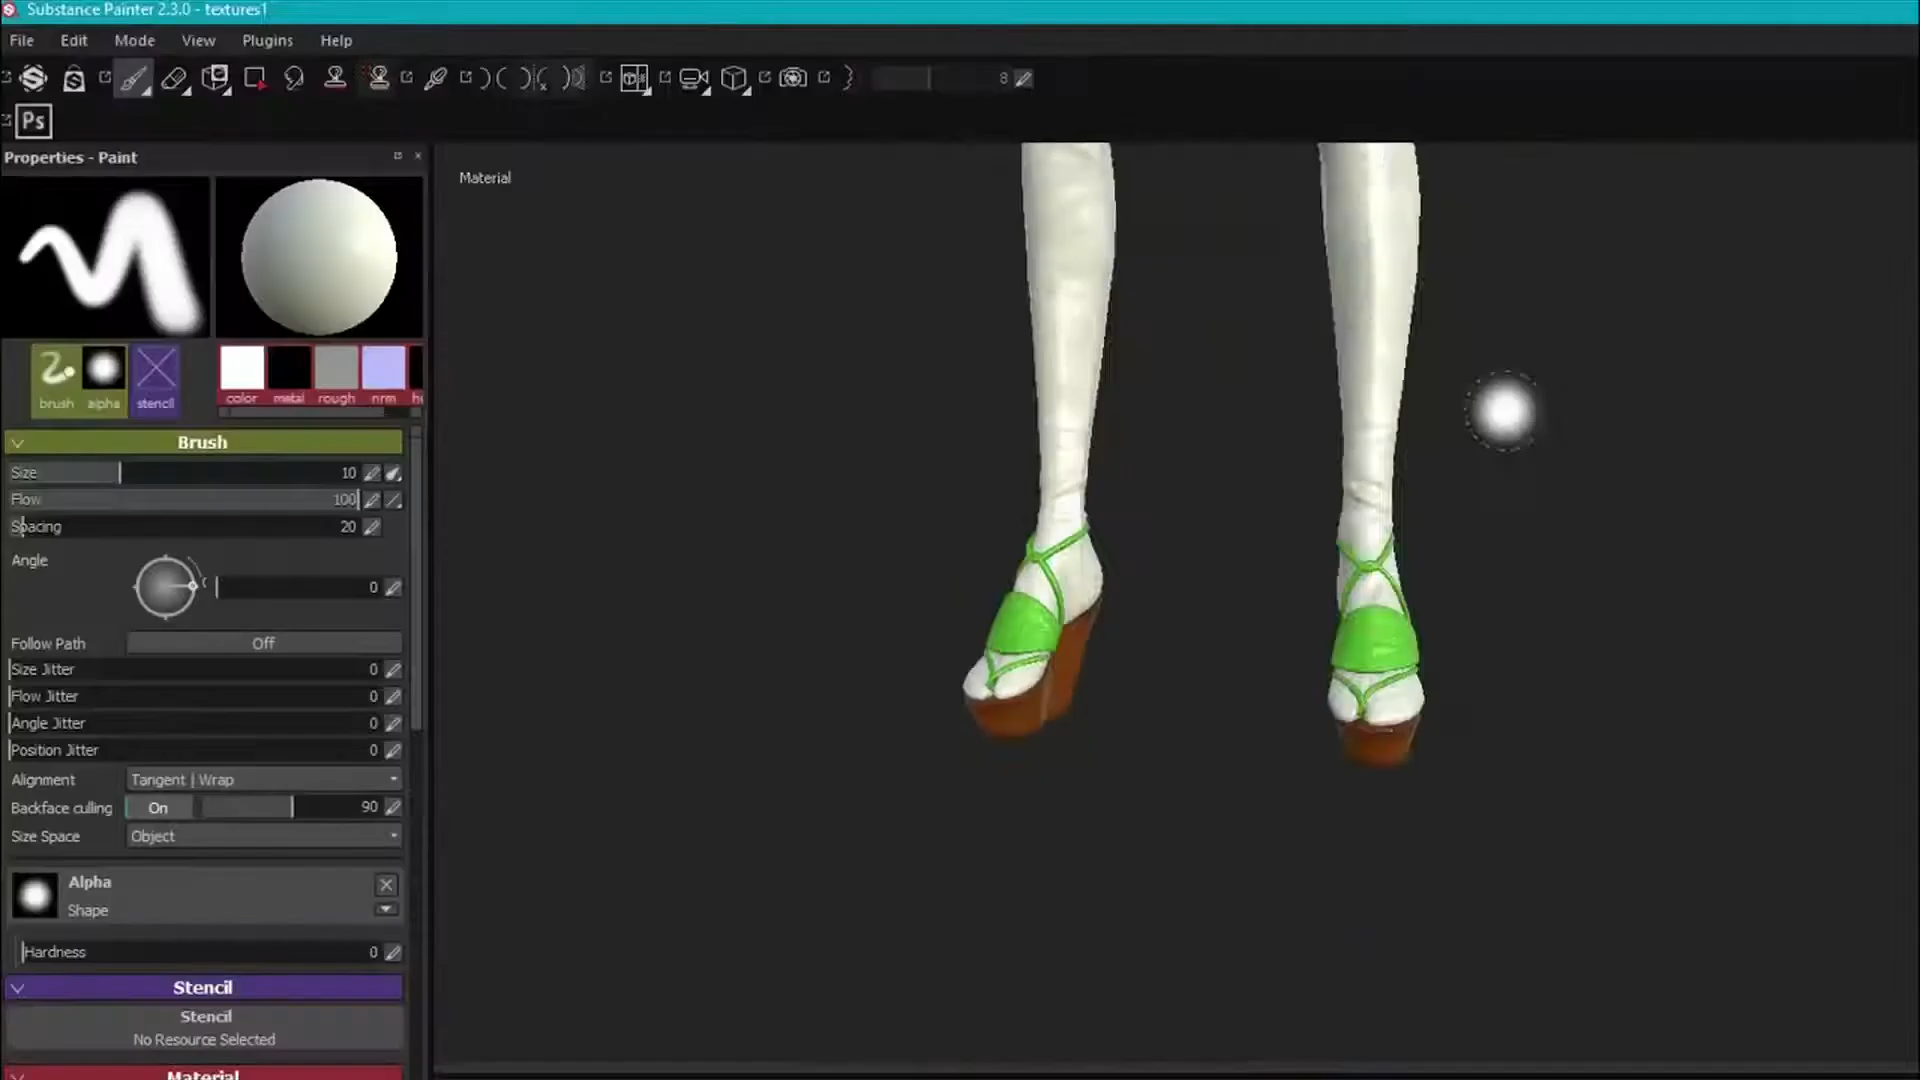 Substance Painter 2.3.0 - textures1
File Edit Mode View Plugins Help
8
Ps
Properties - Paint
Material
brush alpha stencil color metal rough nrm
Brush
Size 10
Flow 100
Spacing 20
Angle
0
Follow Path Off
Size Jitter 0
Flow Jitter 0
Angle Jitter 0
Position Jitter 0
Alignment Tangent | Wrap
Backface culling On 90
Size Space Object
Alpha
Shape
Hardness 0
Stencil
Stencil
No Resource Selected
Material